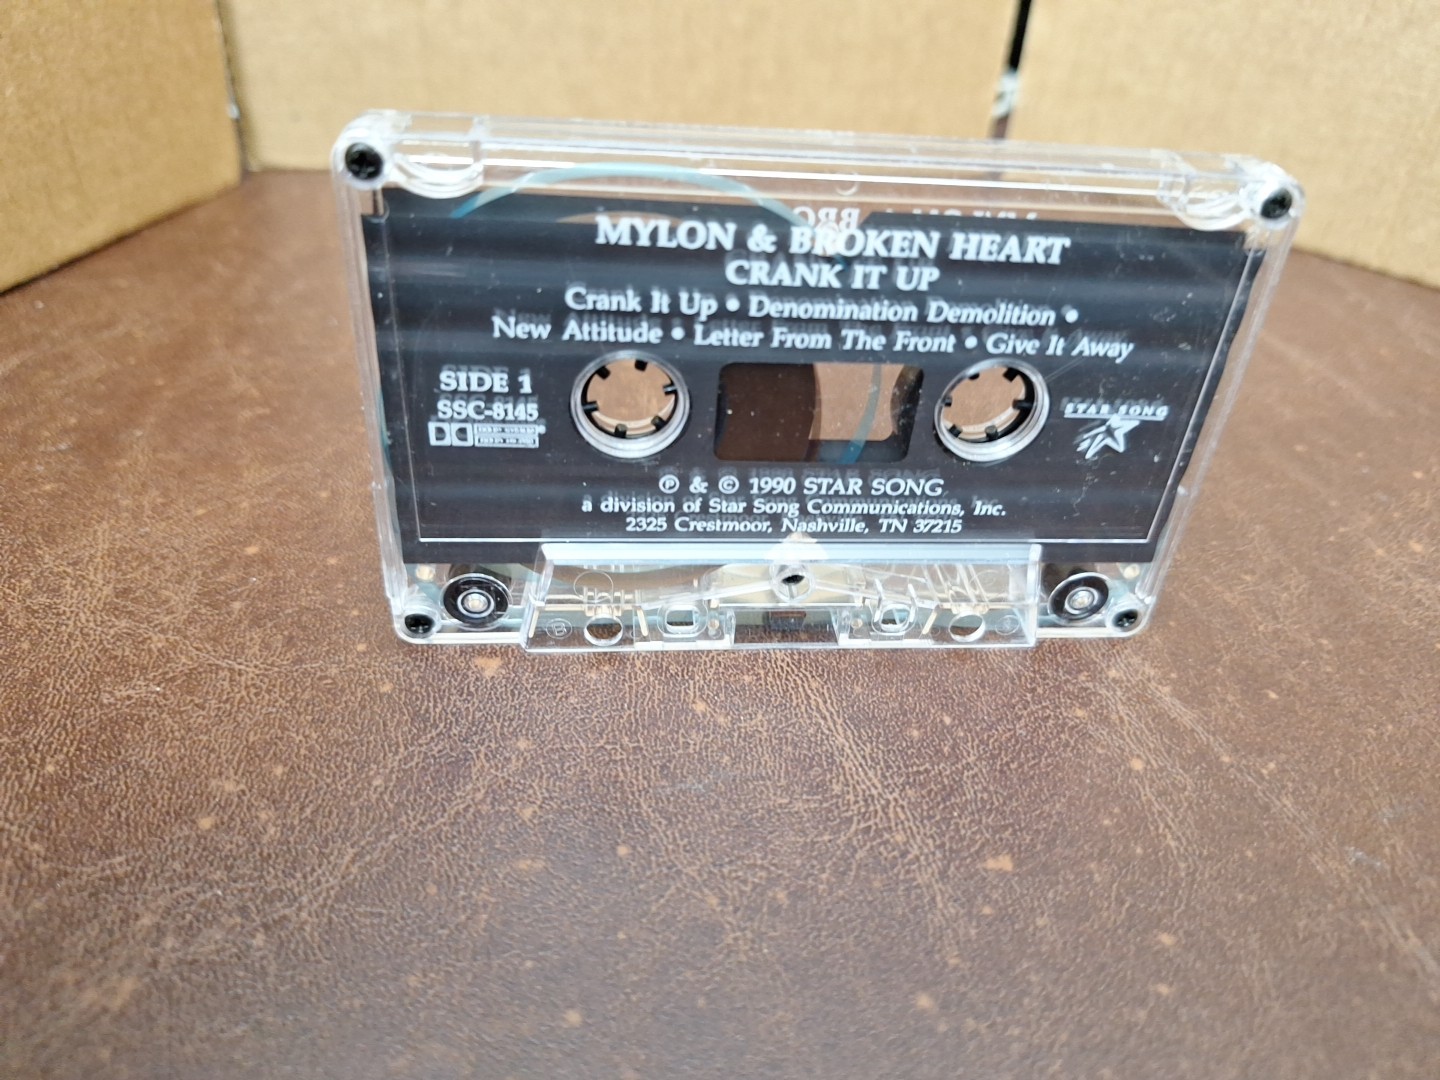 MYLON & BROKEN HEART
CRANK IT UP
Crank It Up • Denomination Demolition •
New Attitude • Letter From The Front • Give It Away
SIDE 1
SSC-8145
STAR SONG
℗ & © 1990 STAR SONG
a division of Star Song Communications, Inc.
2325 Crestmoor, Nashville, TN 37215
B